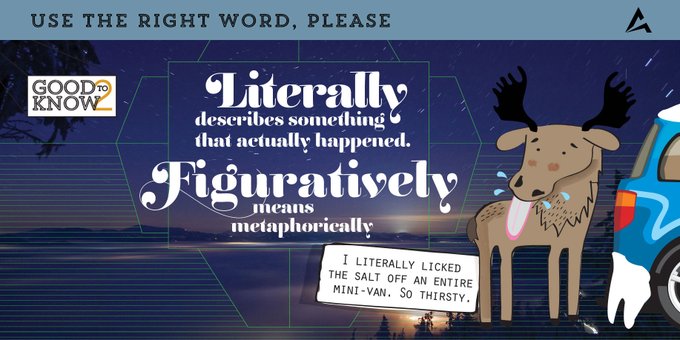 USE THE RIGHT WORD, PLEASE
GOOD TO
KNOW2
Literally
describes something
that actually happened.
Figuratively
means
metaphorically
I LITERALLY LICKED
THE SALT OFF AN ENTIRE
MINI-VAN. SO THIRSTY.